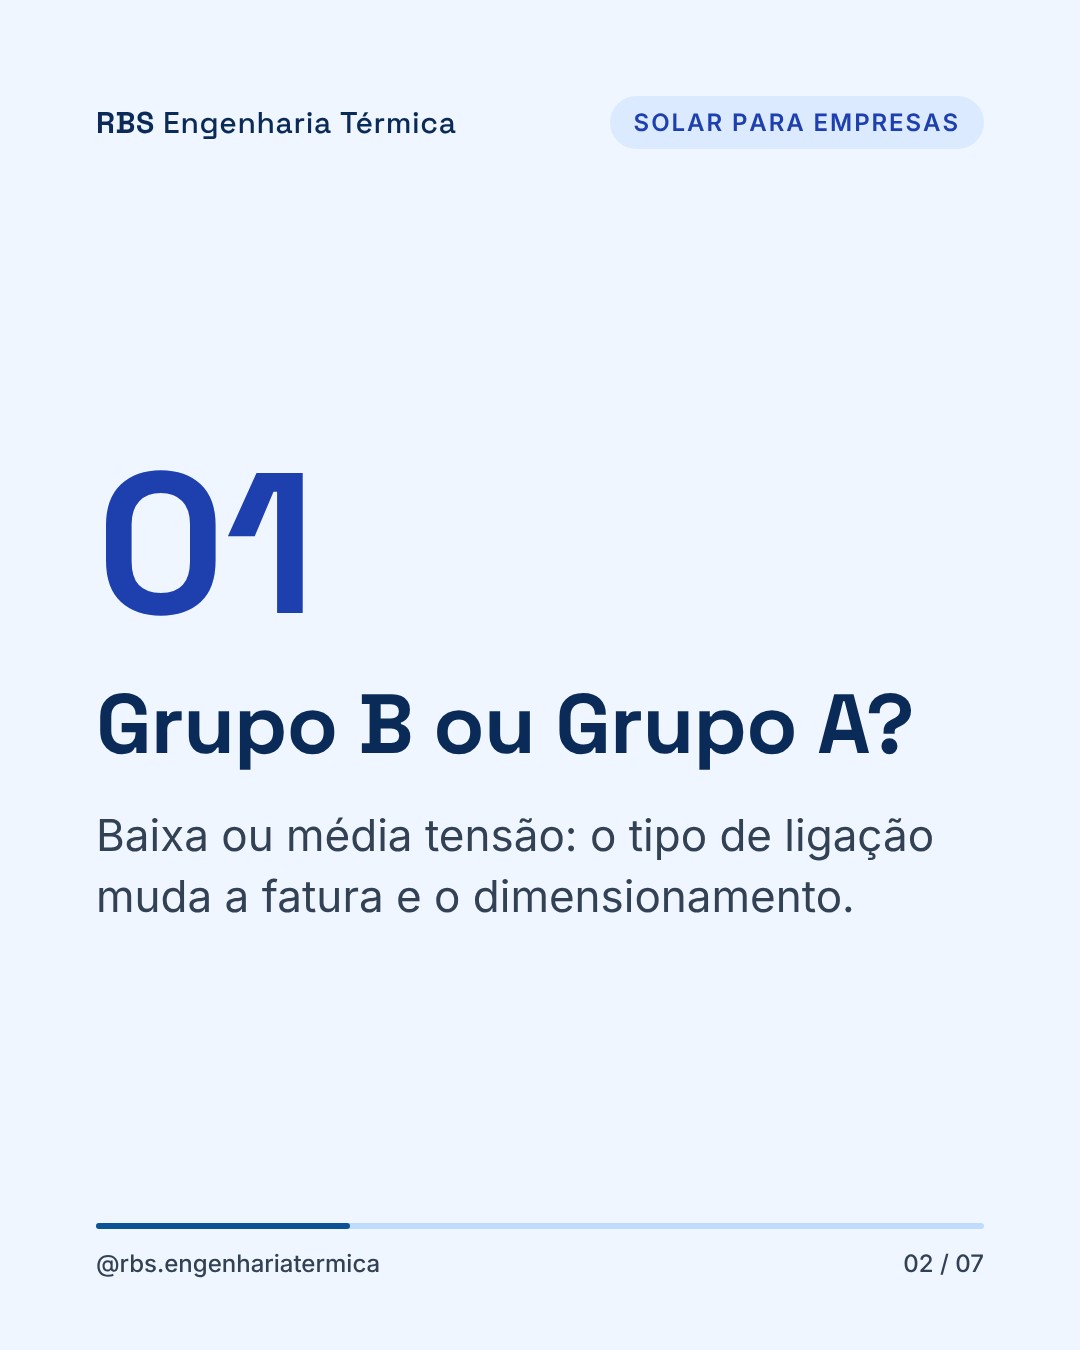 RBS Engenharia Térmica
SOLAR PARA EMPRESAS
01
Grupo B ou Grupo A?
Baixa ou média tensão: o tipo de ligação
muda a fatura e o dimensionamento.
@rbs.engenhariatermica
02 / 07